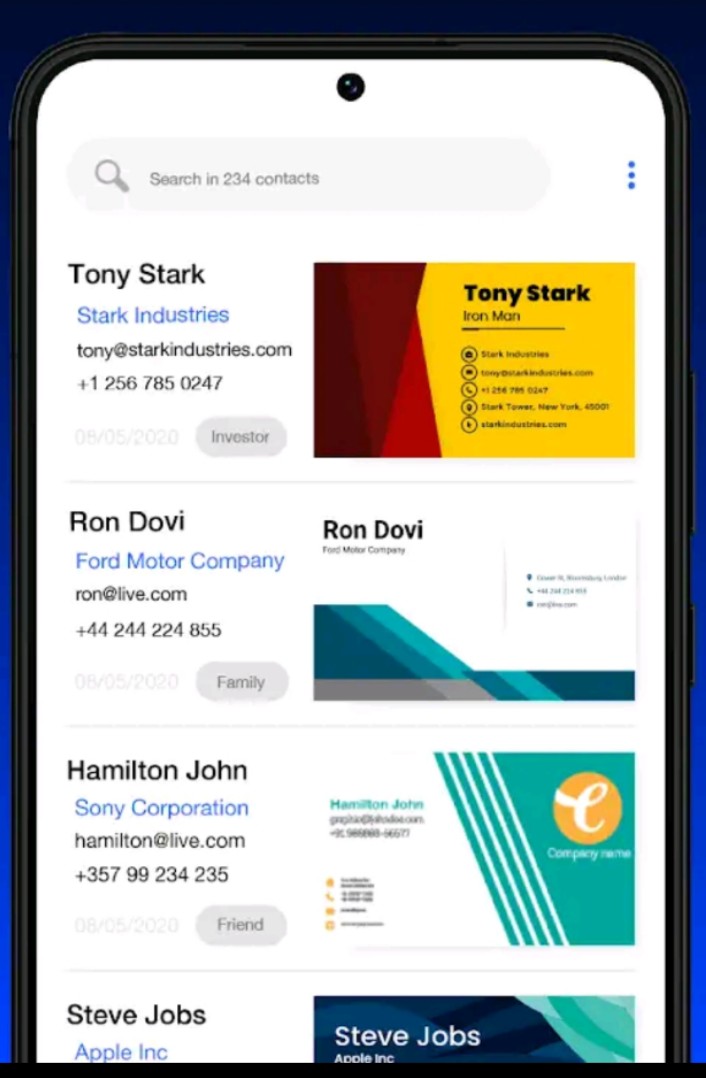 Search in 234 contacts
Tony Stark
Stark Industries
tony@starkindustries.com
+1 256 785 0247
08/05/2020
Investor
Tony Stark
Iron Man
Stark Industries
tony@starkindustries.com
+1 256 785 0247
Stark Tower, New York, 45001
starkindustries.com
Ron Dovi
Ford Motor Company
ron@live.com
+44 244 224 855
08/05/2020
Family
Ron Dovi
Ford Motor Company
Gower St, Bloomsbury, London
+44 244 224 855
ron@live.com
Hamilton John
Sony Corporation
hamilton@live.com
+357 99 234 235
08/05/2020
Friend
Hamilton John
Company name
Steve Jobs
Apple Inc
Steve Jobs
Apple Inc